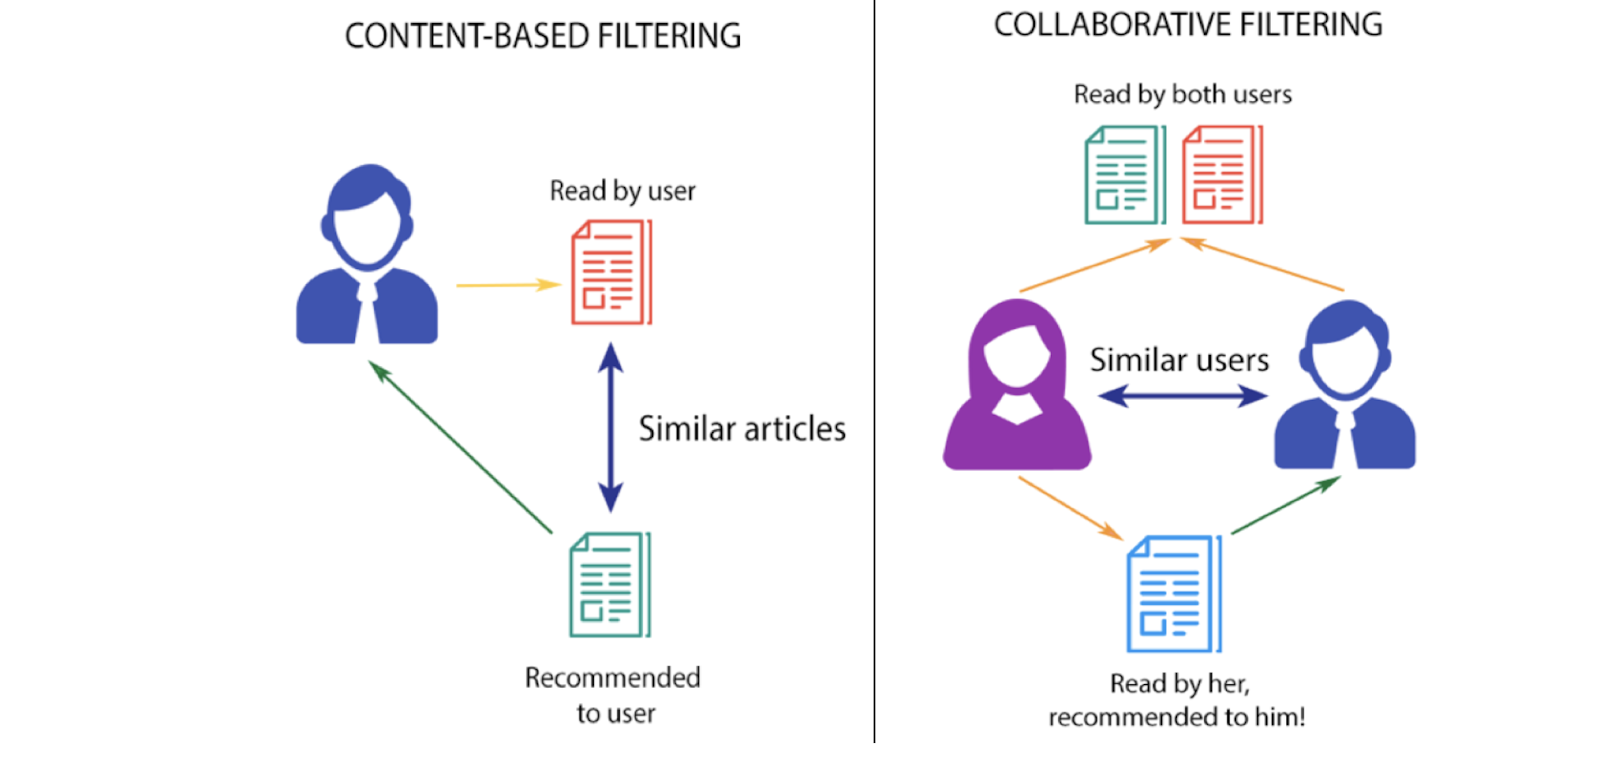 CONTENT-BASED FILTERING
Read by user
Similar articles
Recommended
to user
COLLABORATIVE FILTERING
Read by both users
Similar users
Read by her,
recommended to him!